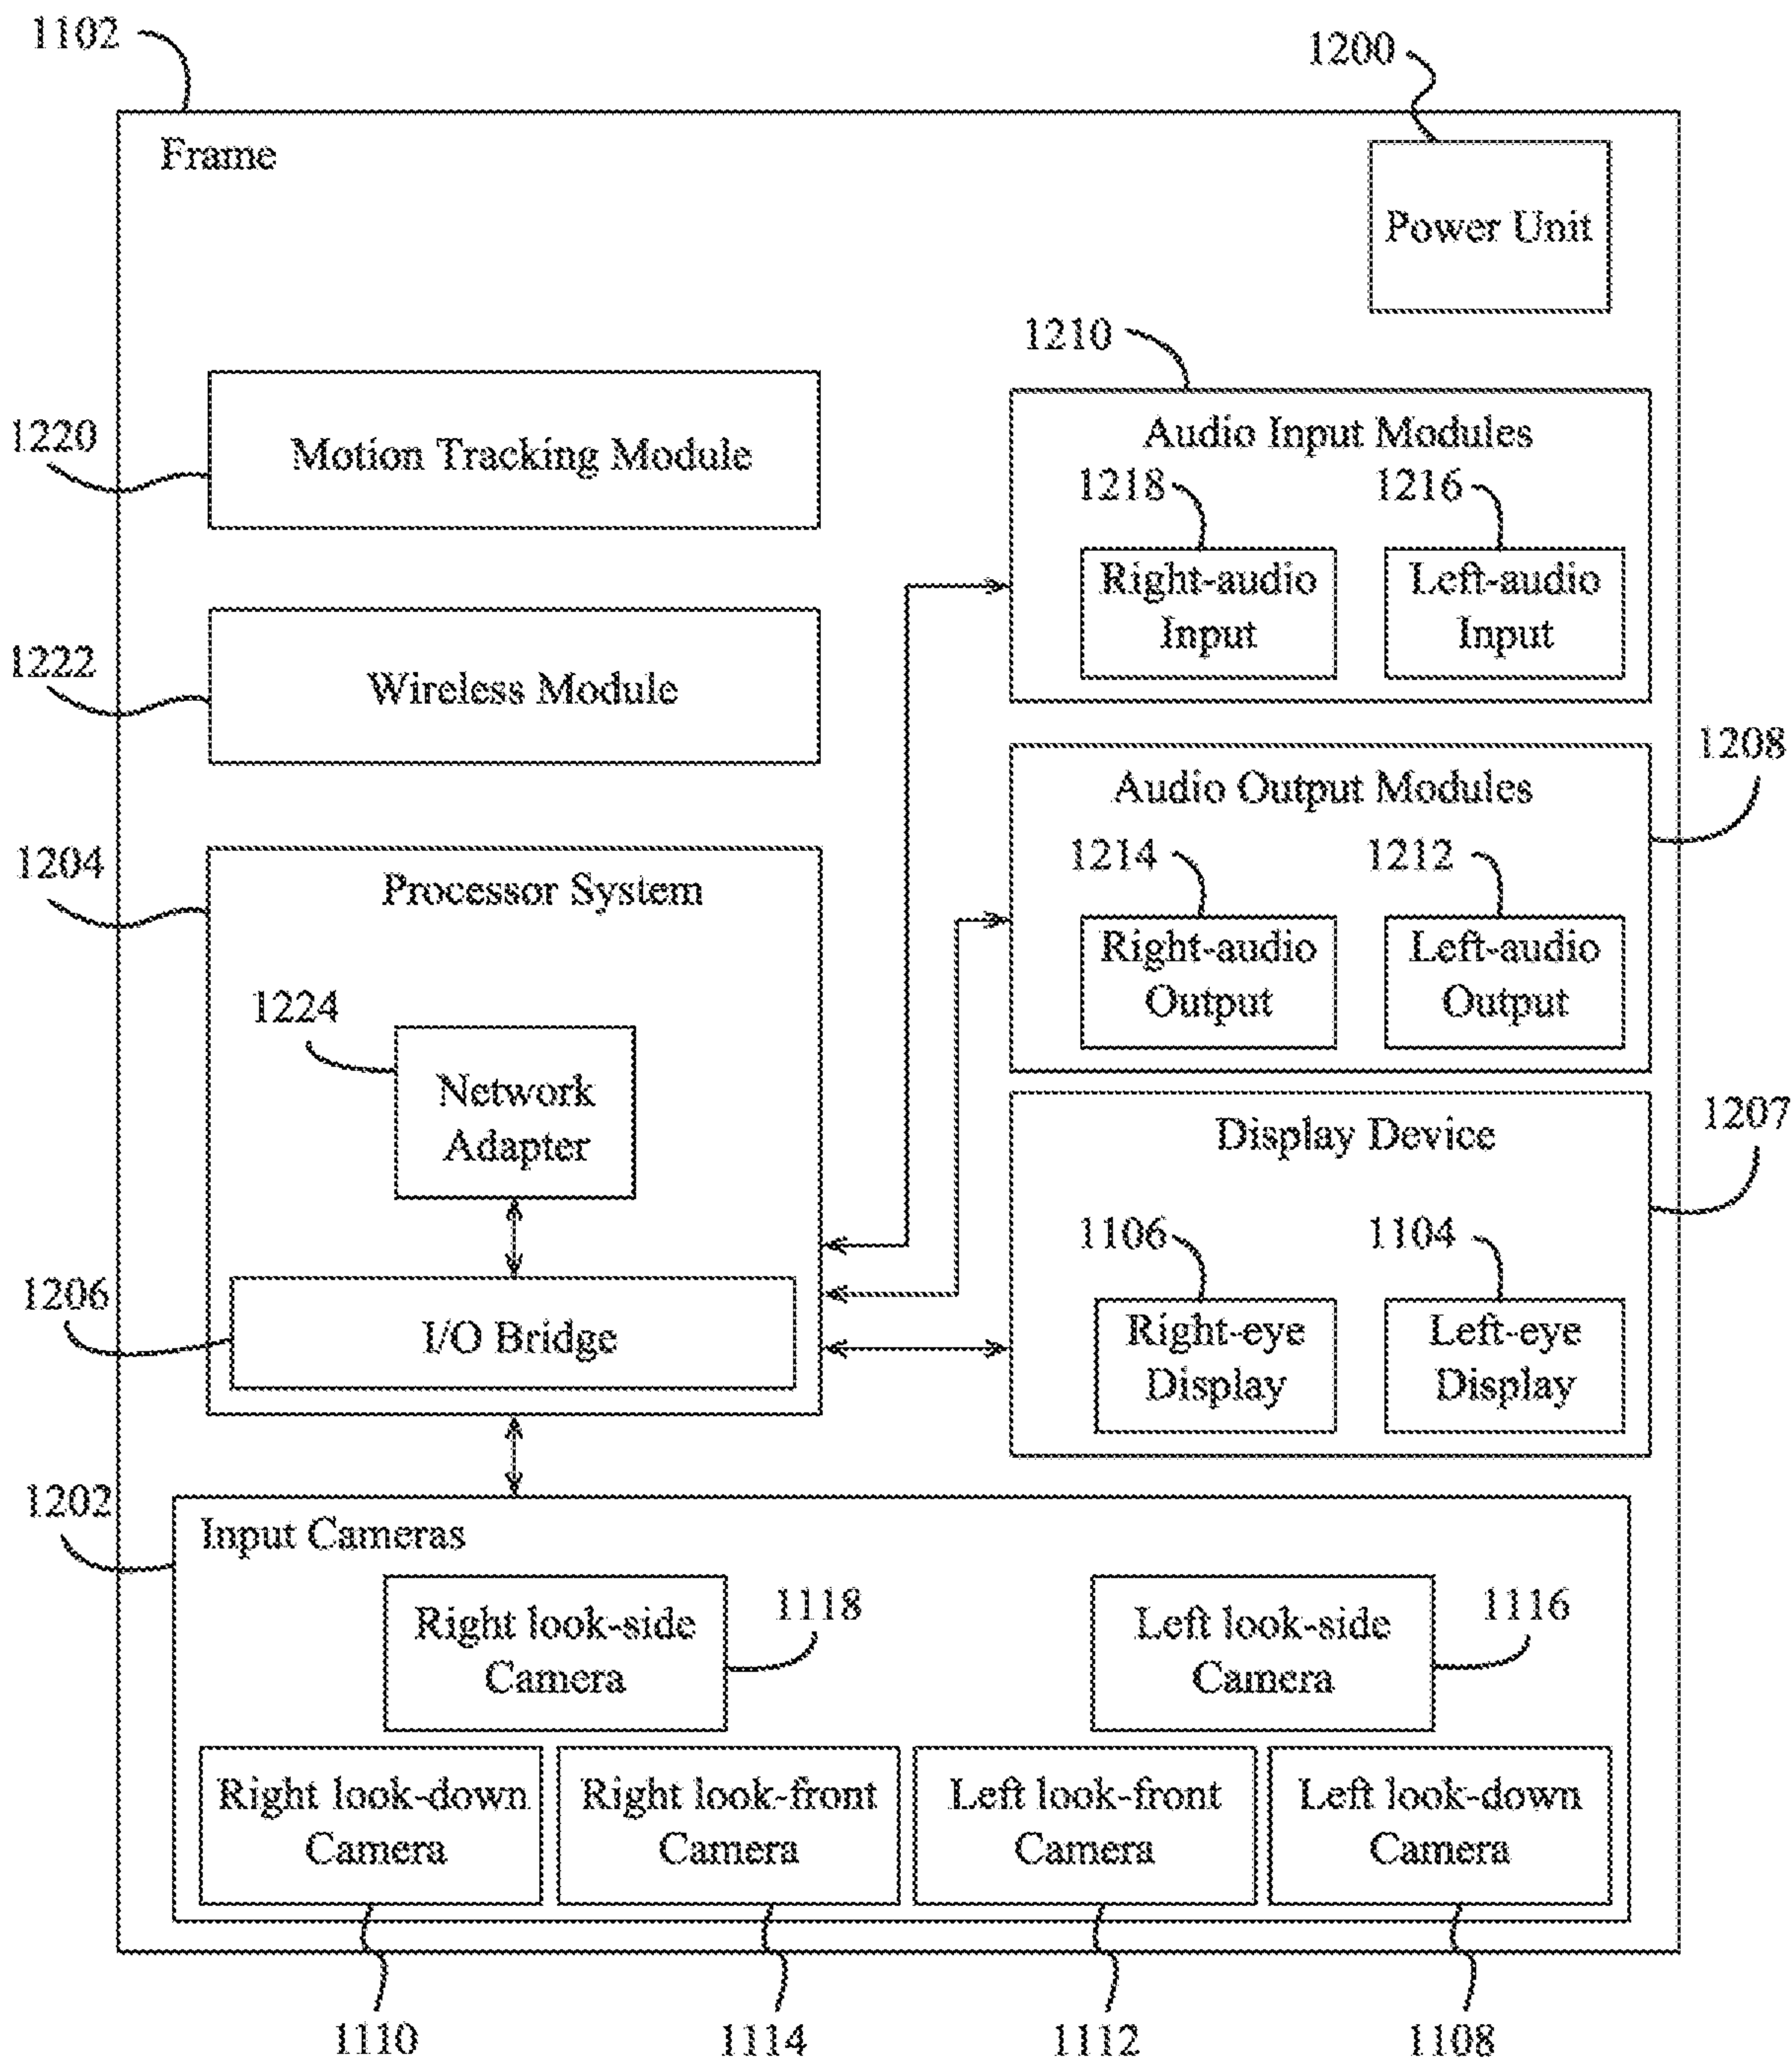 1102
1200
Frame
Power Unit
1210
1220
Motion Tracking Module
Audio Input Modules
1218
1216
Right-audio
Input
Left-audio
Input
1222
Wireless Module
1208
Audio Output Modules
1214
1212
Right-audio
Output
Left-audio
Output
1204
Processor System
1224
Network
Adapter
1207
Display Device
1106
1104
Right-eye
Display
Left-eye
Display
1206
I/O Bridge
1202
Input Cameras
Right look-side
Camera
1118
Left look-side
Camera
1116
Right look-down
Camera
Right look-front
Camera
Left look-front
Camera
Left look-down
Camera
1110
1114
1112
1108